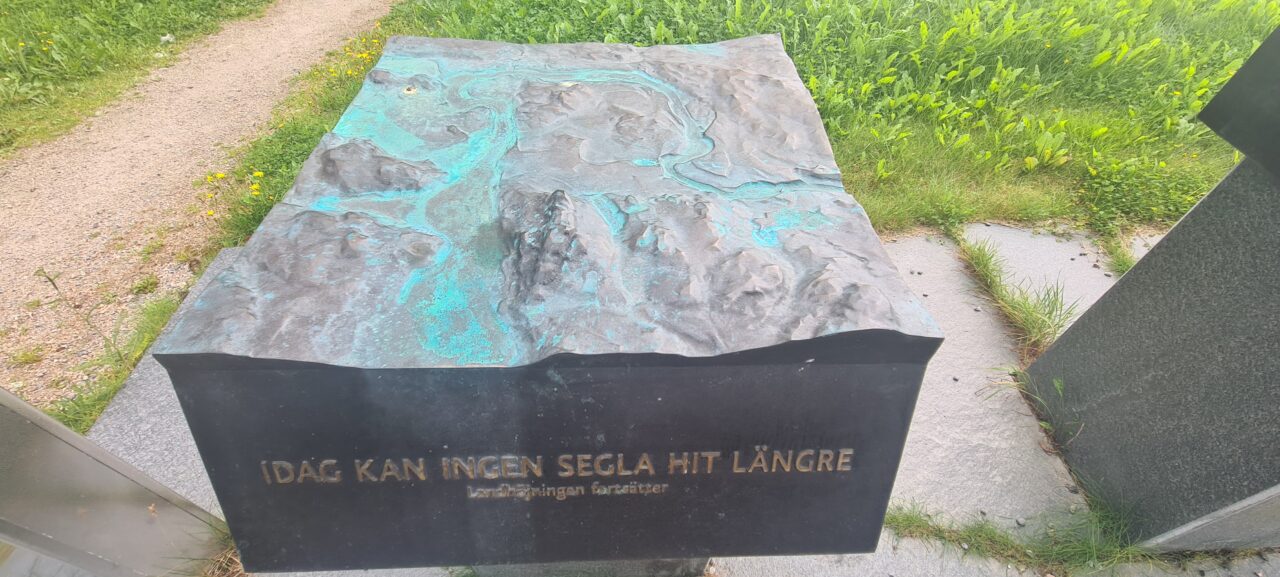 IDAG KAN INGEN SEGLA HIT LÄNGRE
Landhöjningen fortsätter